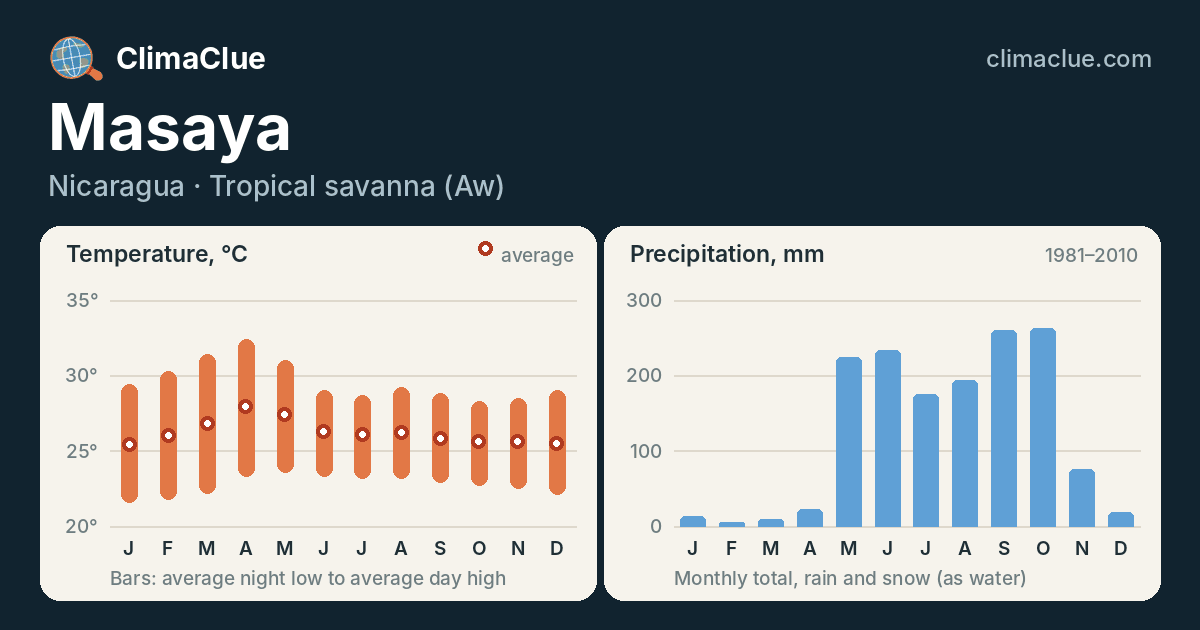 ClimaClue
climaclue.com
Masaya
Nicaragua · Tropical savanna (Aw)
Temperature, °C
average
35°
30°
25°
20°
J F M A M J J A S O N D
Bars: average night low to average day high
Precipitation, mm
1981–2010
300
200
100
0
J F M A M J J A S O N D
Monthly total, rain and snow (as water)